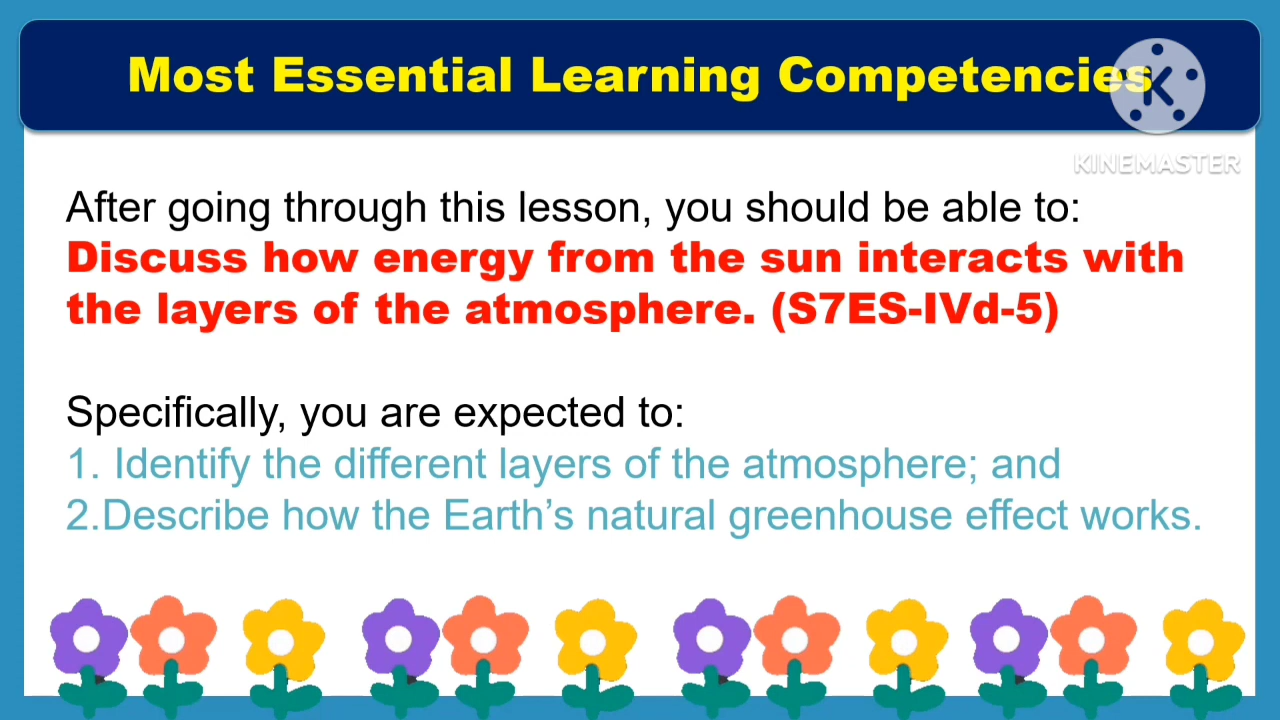 Most Essential Learning Competencies
K
KINEMASTER
After going through this lesson, you should be able to:
Discuss how energy from the sun interacts with
the layers of the atmosphere. (S7ES-IVd-5)
Specifically, you are expected to:
1. Identify the different layers of the atmosphere; and
2.Describe how the Earth’s natural greenhouse effect works.